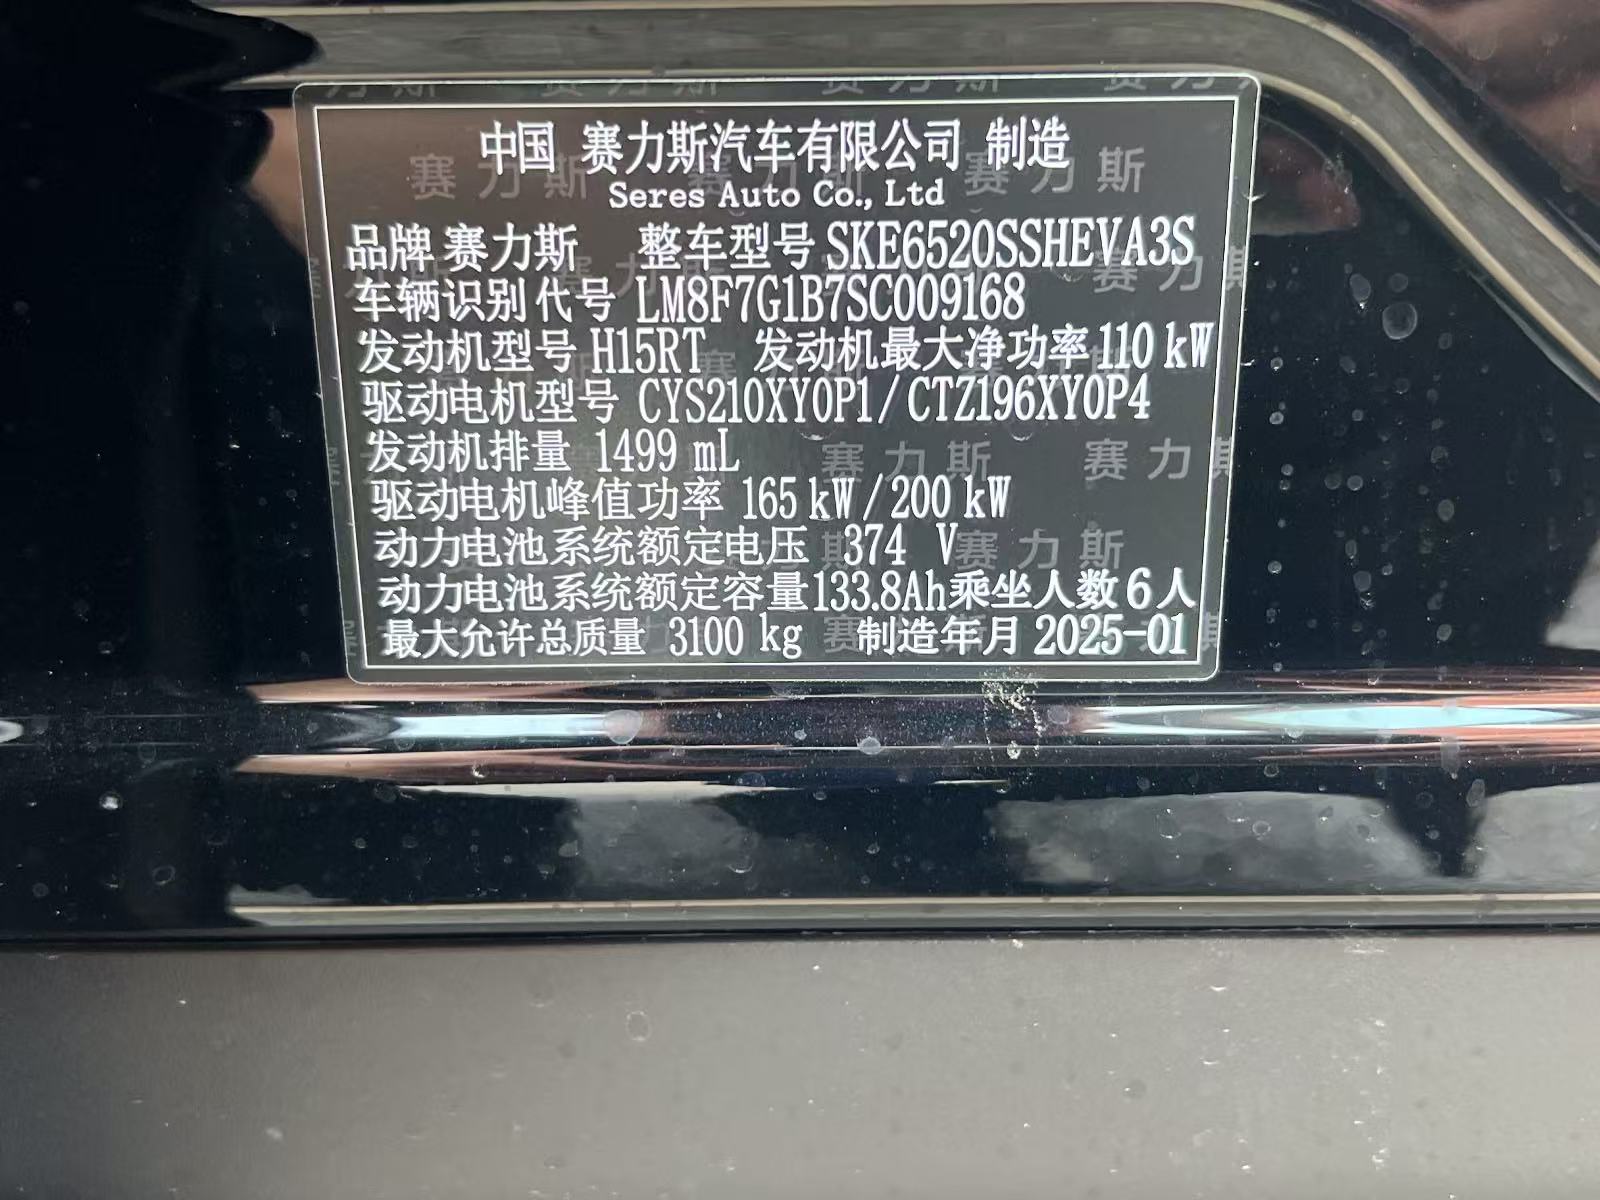 中国 赛力斯汽车有限公司 制造
Seres Auto Co., Ltd
品牌 赛力斯 整车型号 SKE6520SSHEVA3S
车辆识别代号 LM8F7G1B7SC009168
发动机型号 H15RT 发动机最大净功率 110 kW
驱动电机型号 CYS210XY0P1/CTZ196XY0P4
发动机排量 1499 mL
驱动电机峰值功率 165 kW/200 kW
动力电池系统额定电压 374 V
动力电池系统额定容量 133.8Ah 乘坐人数 6人
最大允许总质量 3100 kg 制造年月 2025-01